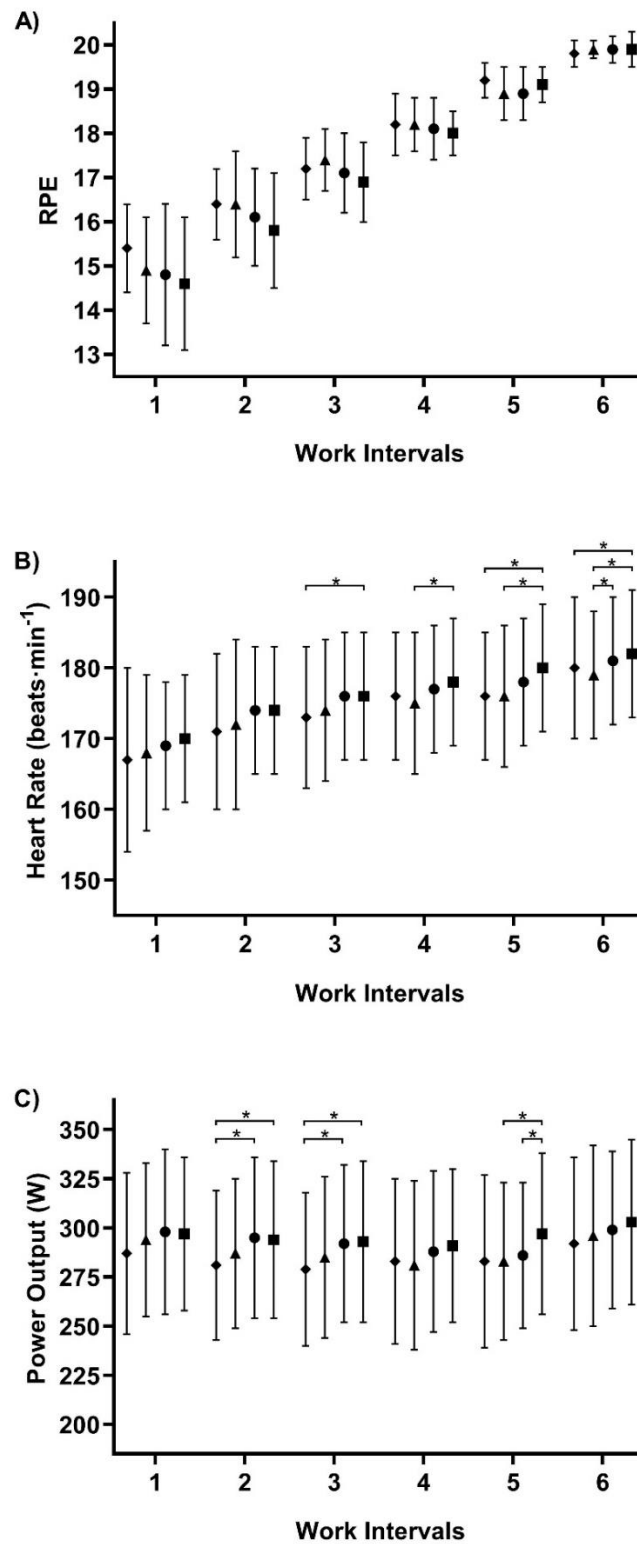 A)
20
19
18
17
16
15
14
13
RPE
1 2 3 4 5 6
Work Intervals
B)
* * * * * * * *
190
180
170
160
150
Heart Rate (beats·min⁻¹)
1 2 3 4 5 6
Work Intervals
C)
* * * * * *
350
325
300
275
250
225
200
Power Output (W)
1 2 3 4 5 6
Work Intervals